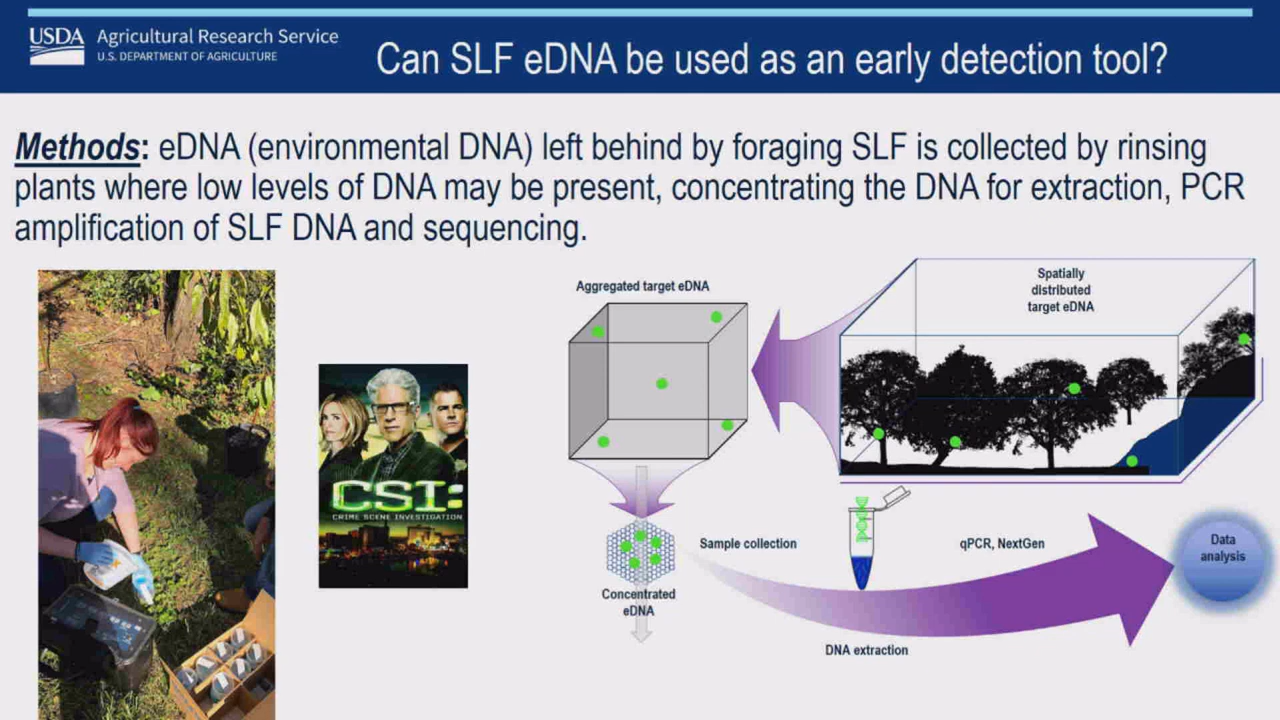 USDA Agricultural Research Service
U.S. DEPARTMENT OF AGRICULTURE
Can SLF eDNA be used as an early detection tool?
Methods: eDNA (environmental DNA) left behind by foraging SLF is collected by rinsing
plants where low levels of DNA may be present, concentrating the DNA for extraction, PCR
amplification of SLF DNA and sequencing.
Aggregated target eDNA
Spatially
distributed
target eDNA
CSI:
CRIME SCENE INVESTIGATION
Sample collection
qPCR, NextGen
Data
analysis
Concentrated
eDNA
DNA extraction